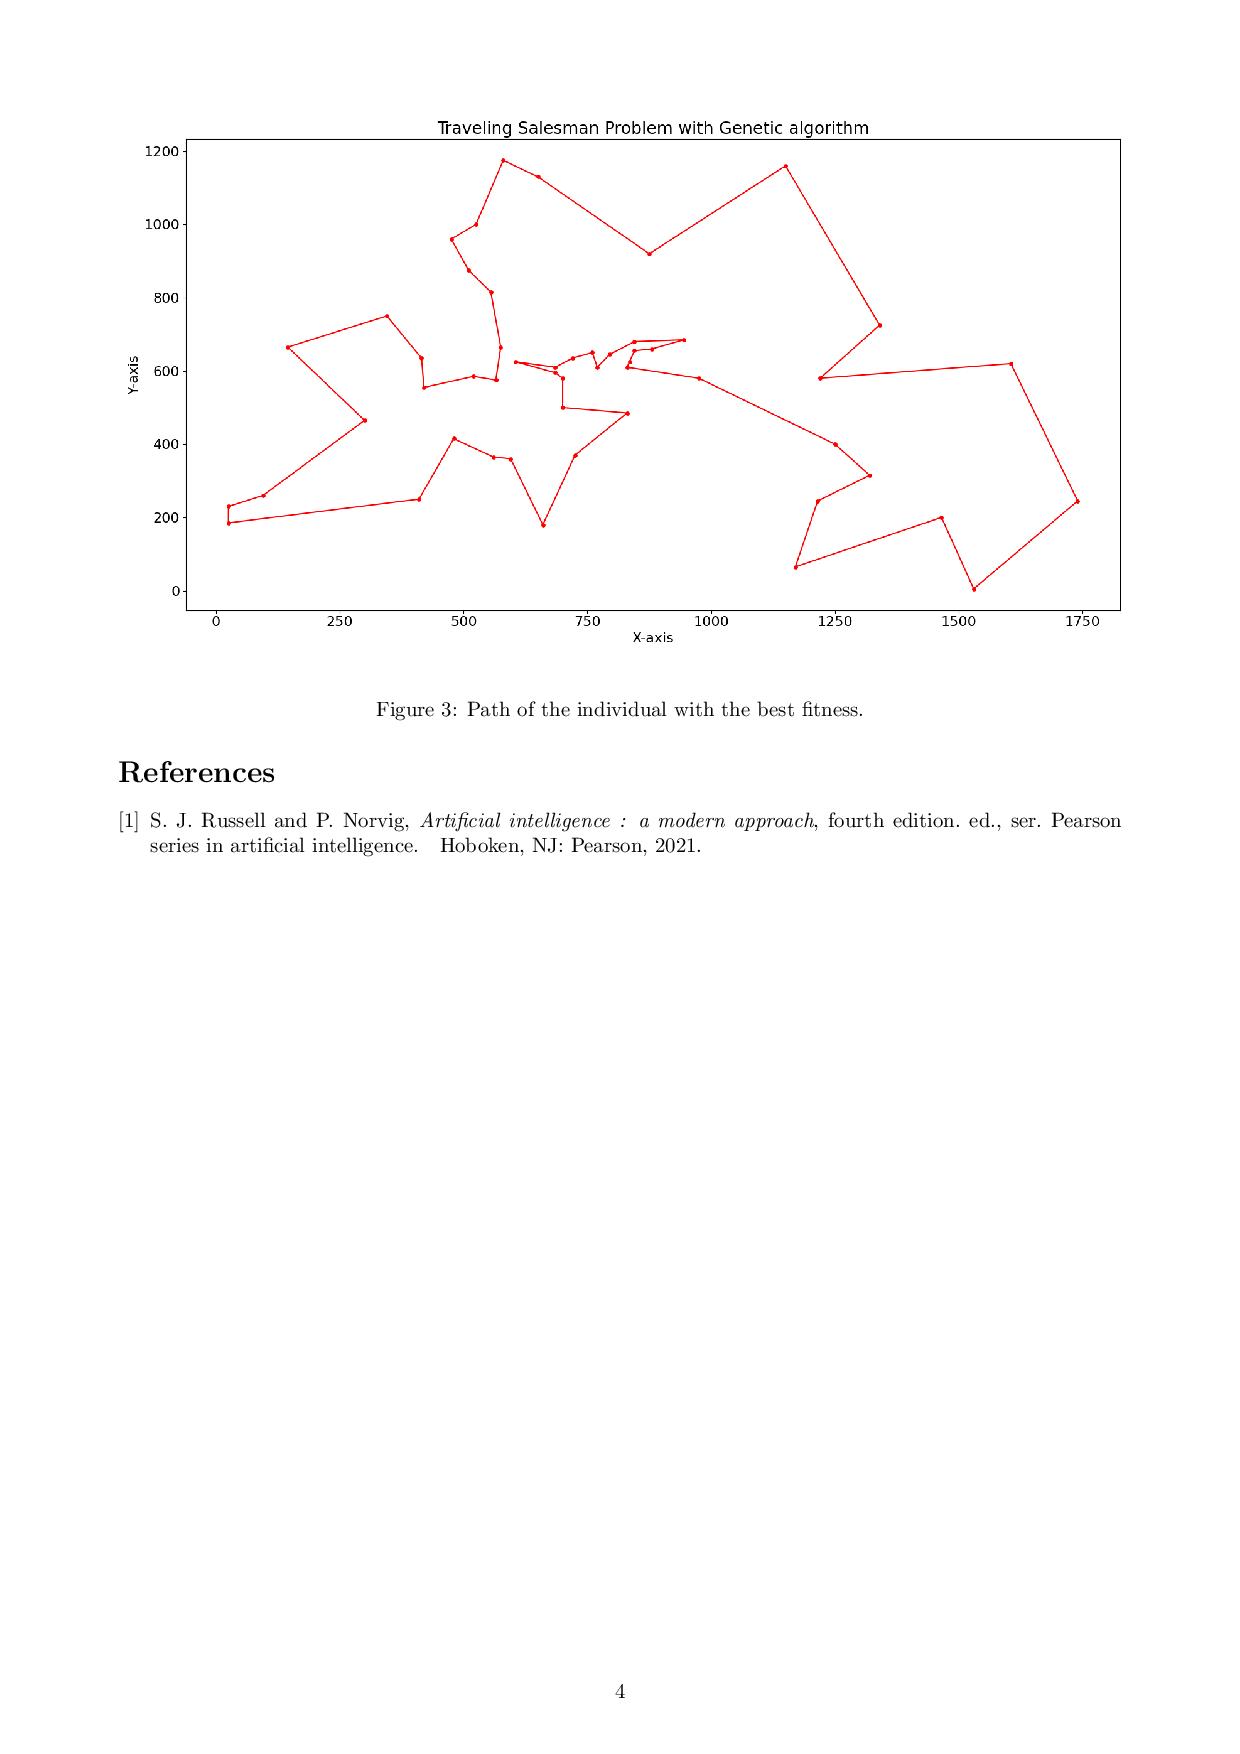 Traveling Salesman Problem with Genetic algorithm
1200
1000
800
600
400
200
0
Y-axis
0 250 500 750 1000 1250 1500 1750
X-axis
Figure 3: Path of the individual with the best fitness.
References
[1] S. J. Russell and P. Norvig, Artificial intelligence : a modern approach, fourth edition. ed., ser. Pearson
series in artificial intelligence. Hoboken, NJ: Pearson, 2021.
4